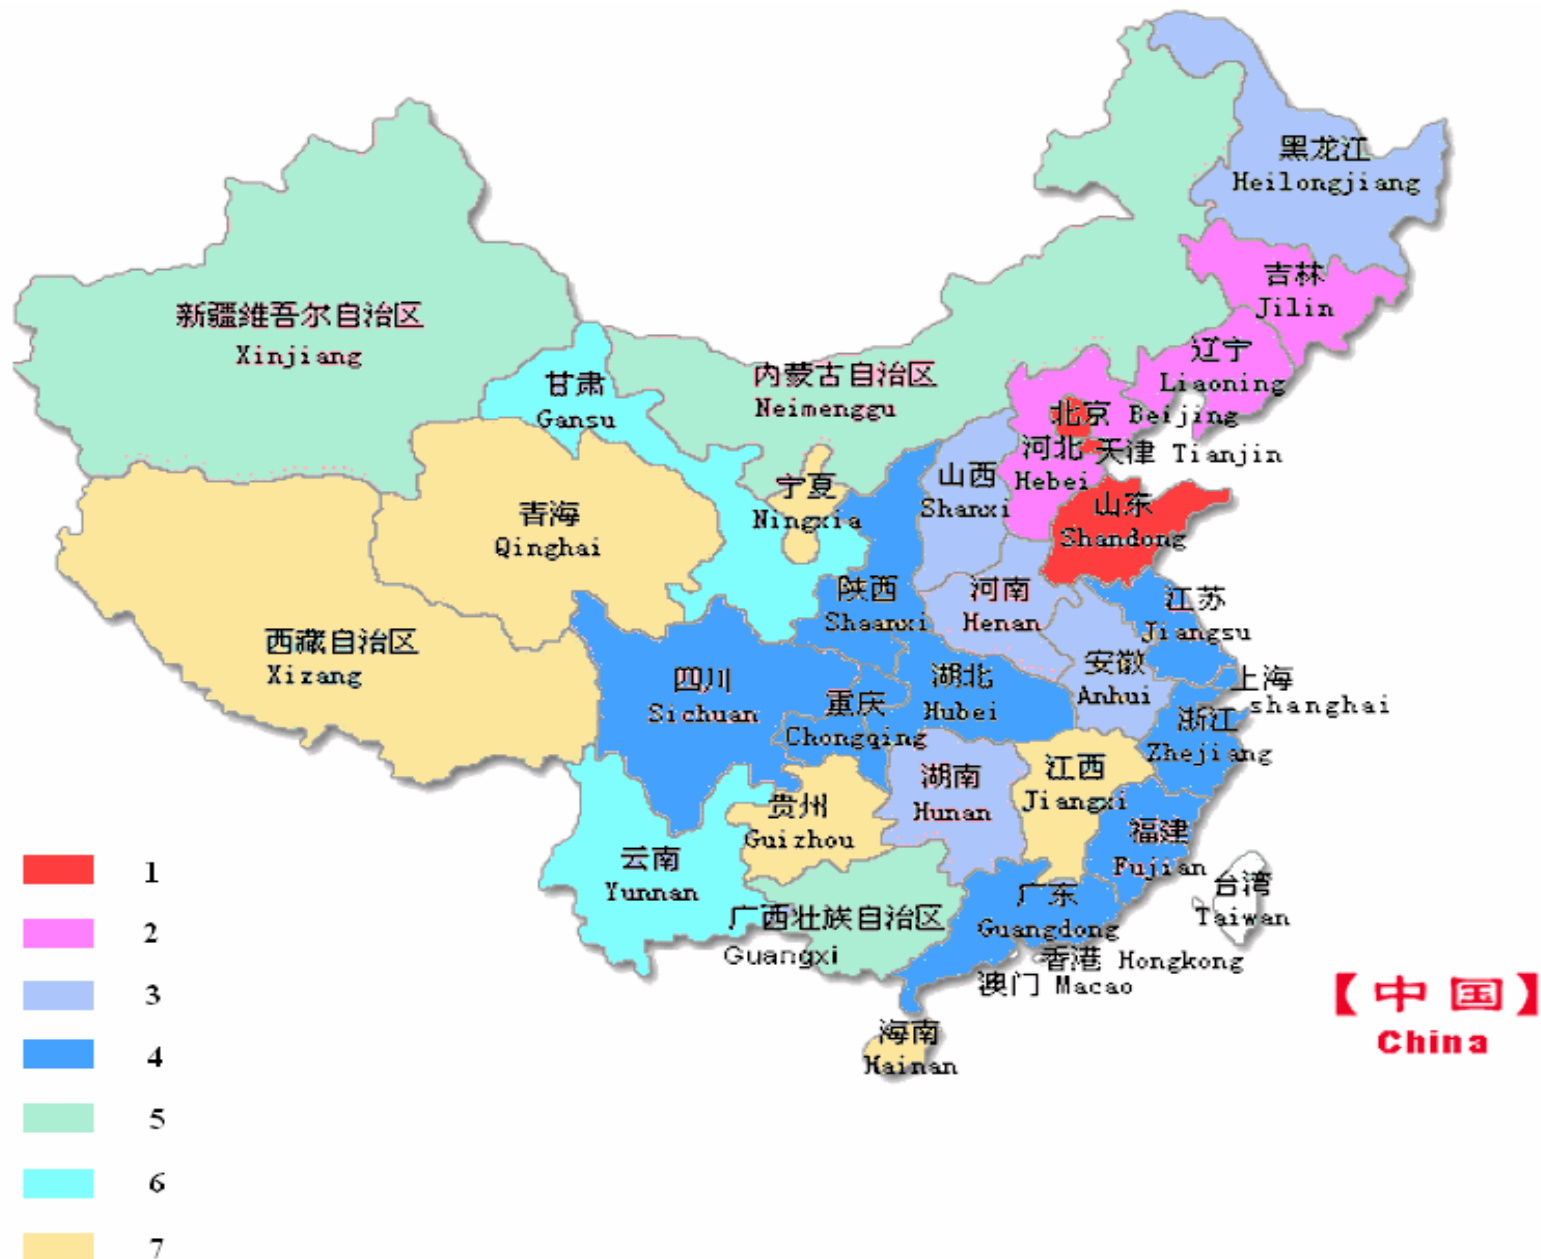 黑龙江
Heilongjiang
吉林
Jilin
新疆维吾尔自治区
Xinjiang
辽宁
Liaoning
内蒙古自治区
Neimenggu
甘肃
Gansu
北京 Beijing
河北
Hebei
天津 Tianjin
山西
Shanxi
宁夏
Ningxia
山东
Shandong
青海
Qinghai
陕西
Shaanxi
河南
Henan
江苏
Jiangsu
西藏自治区
Xizang
四川
Sichuan
重庆
Chongqing
湖北
Hubei
安徽
Anhui
上海
shanghai
浙江
Zhejiang
湖南
Hunan
江西
Jiangxi
贵州
Guizhou
福建
Fujian
云南
Yunnan
台湾
Taiwan
广西壮族自治区
Guangxi
广东
Guangdong
香港 Hongkong
澳门 Macao
海南
Hainan
【中国】
China
1
2
3
4
5
6
7